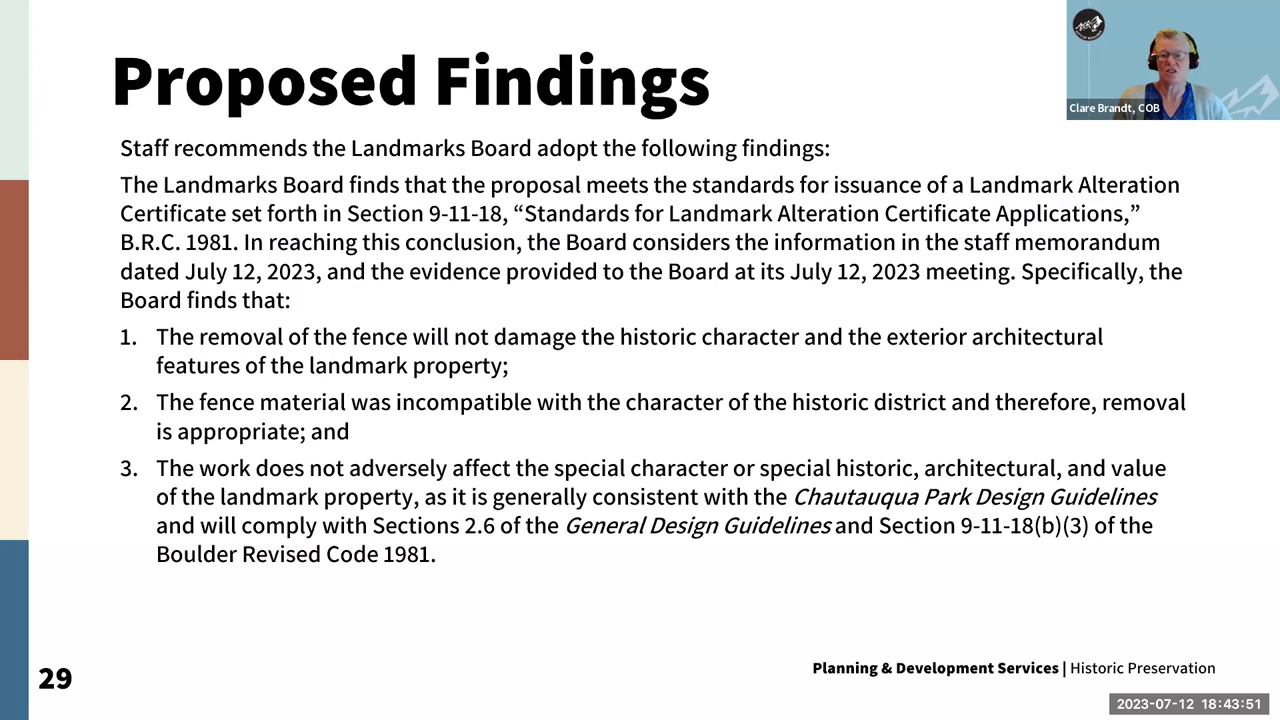 Proposed Findings
Clare Brandt, COB
Staff recommends the Landmarks Board adopt the following findings:
The Landmarks Board finds that the proposal meets the standards for issuance of a Landmark Alteration
Certificate set forth in Section 9-11-18, “Standards for Landmark Alteration Certificate Applications,”
B.R.C. 1981. In reaching this conclusion, the Board considers the information in the staff memorandum
dated July 12, 2023, and the evidence provided to the Board at its July 12, 2023 meeting. Specifically, the
Board finds that:
1. The removal of the fence will not damage the historic character and the exterior architectural
features of the landmark property;
2. The fence material was incompatible with the character of the historic district and therefore, removal
is appropriate; and
3. The work does not adversely affect the special character or special historic, architectural, and value
of the landmark property, as it is generally consistent with the Chautauqua Park Design Guidelines
and will comply with Sections 2.6 of the General Design Guidelines and Section 9-11-18(b)(3) of the
Boulder Revised Code 1981.
29
Planning & Development Services | Historic Preservation
2023-07-12 18:43:51